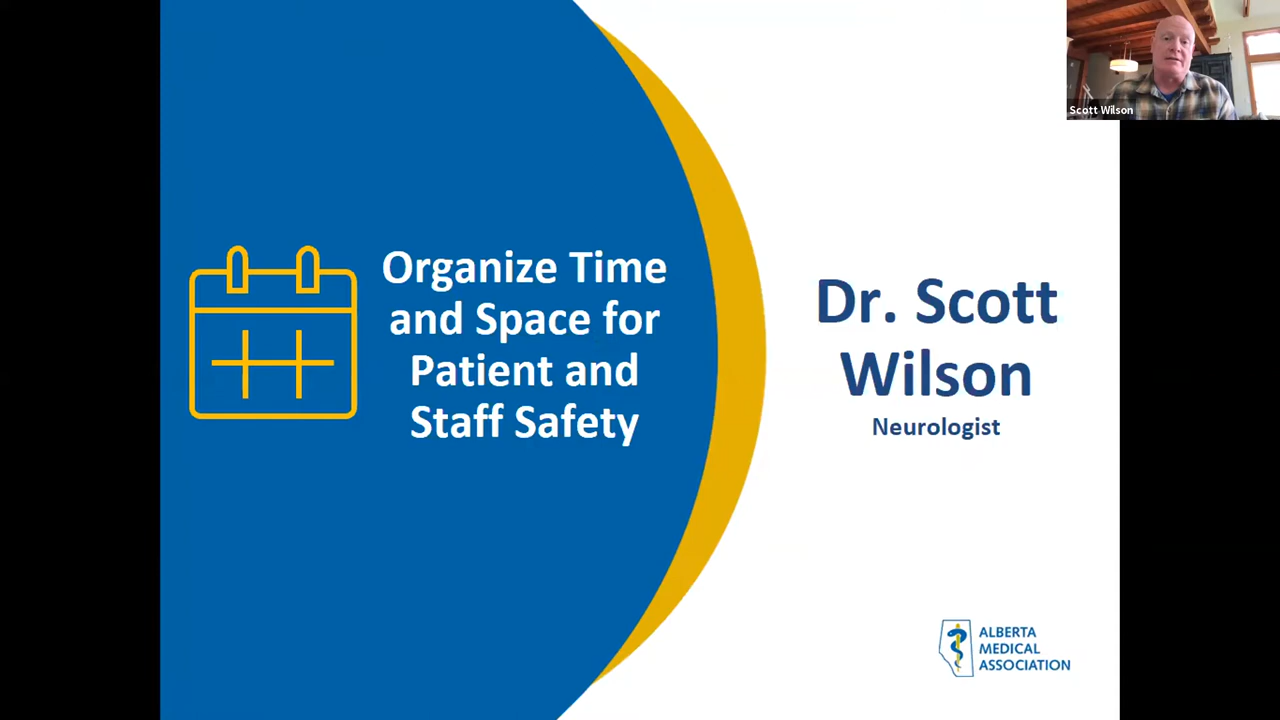 Scott Wilson
Organize Time
and Space for
Patient and
Staff Safety
Dr. Scott
Wilson
Neurologist
ALBERTA
MEDICAL
ASSOCIATION